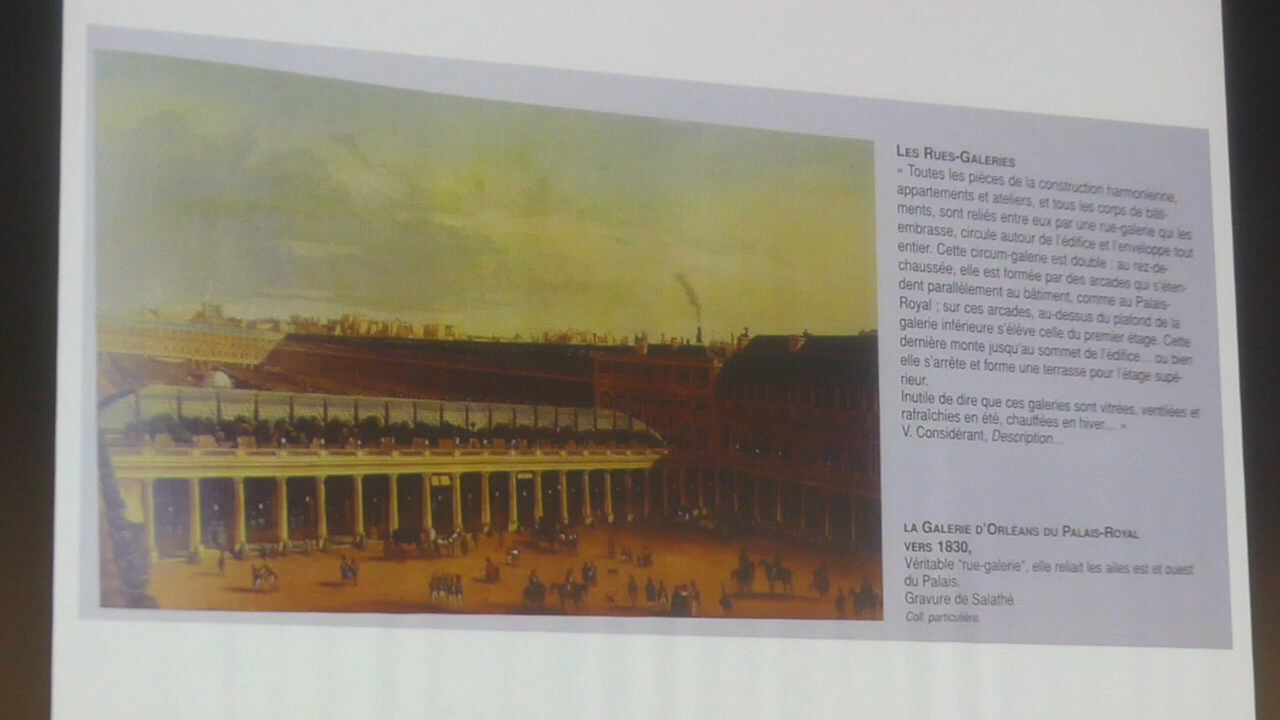 LES RUES-GALERIES
« Toutes les pièces de la construction harmonienne,
appartements et ateliers, et tous les corps de bâti-
ments, sont reliés entre eux par une rue-galerie qui les
embrasse, circule autour de l'édifice et l'enveloppe tout
entier. Cette circum-galerie est double : au rez-de-
chaussée, elle est formée par des arcades qui s'éten-
dent parallèlement au bâtiment, comme au Palais-
Royal ; sur ces arcades, au-dessus du plafond de la
galerie inférieure s'élève celle du premier étage. Cette
dernière monte jusqu'au sommet de l'édifice... ou bien
elle s'arrête et forme une terrasse pour l'étage supé-
rieur.
Inutile de dire que ces galeries sont vitrées, ventilées et
rafraîchies en été, chauffées en hiver... »
V. Considérant, Description...
LA GALERIE D'ORLÉANS DU PALAIS-ROYAL
VERS 1830,
Véritable "rue-galerie", elle reliait les ailes est et ouest
du Palais.
Gravure de Salathé
Coll. particulière.